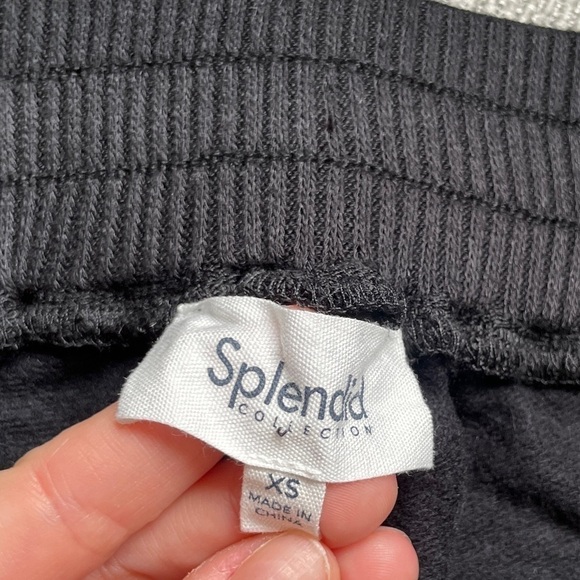 Splendid
COLLECTION
XS
MADE IN
CHINA